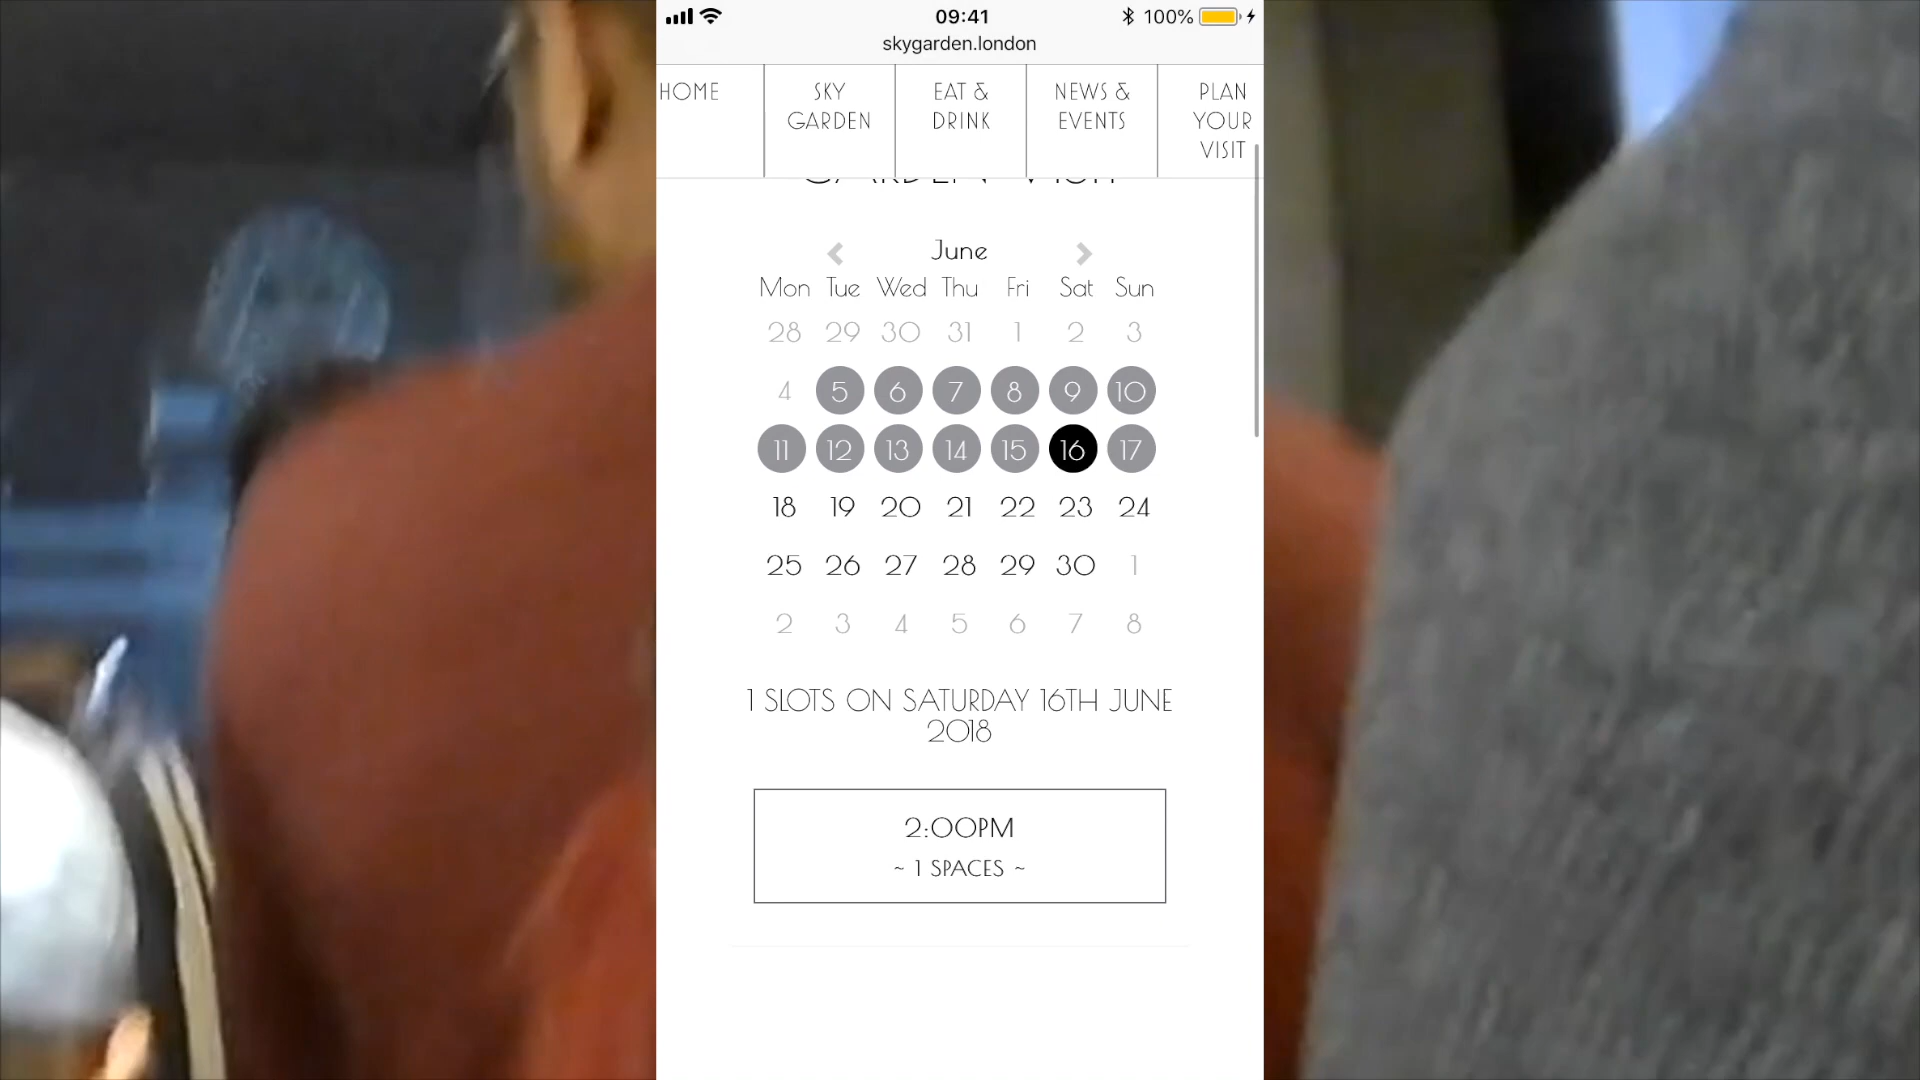 09:41
100%
skygarden.london
HOME
SKY GARDEN
EAT & DRINK
NEWS & EVENTS
PLAN YOUR VISIT
GARDEN VISIT
June
Mon Tue Wed Thu Fri Sat Sun
28 29 30 31 1 2 3
4 5 6 7 8 9 10
11 12 13 14 15 16 17
18 19 20 21 22 23 24
25 26 27 28 29 30 1
2 3 4 5 6 7 8
1 SLOTS ON SATURDAY 16TH JUNE
2018
2:00PM
~ 1 SPACES ~